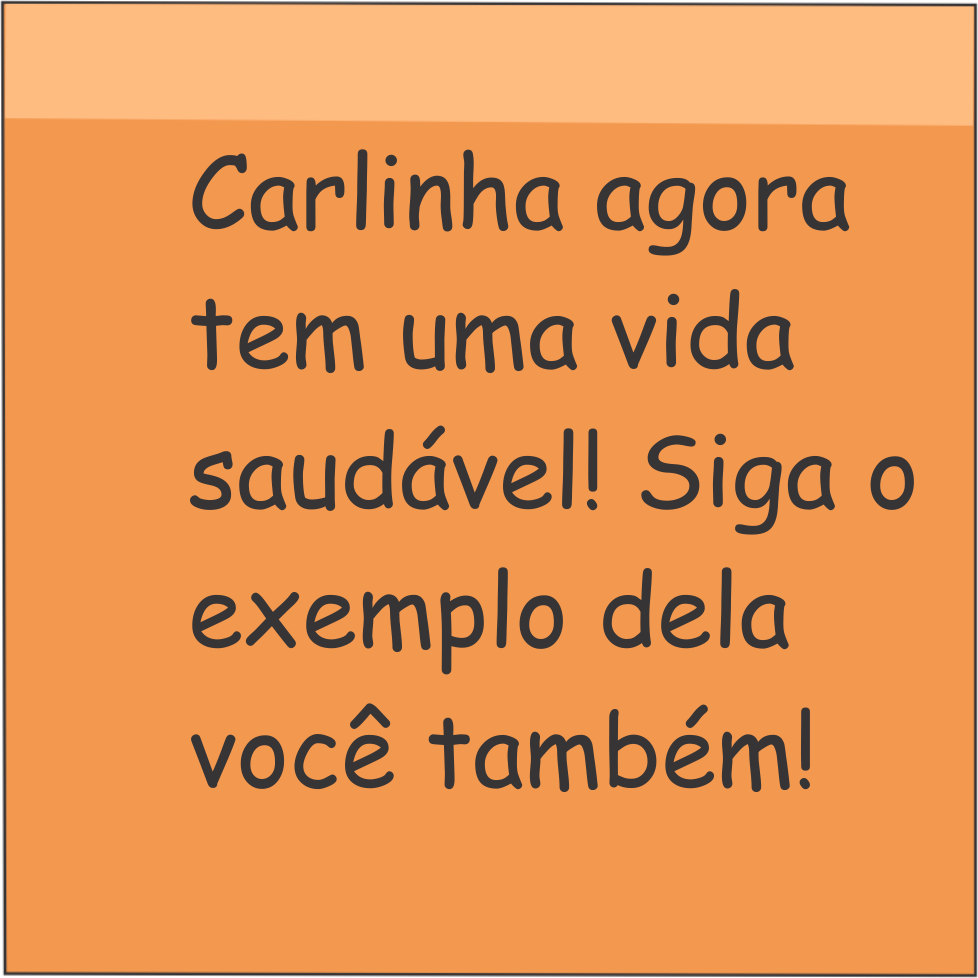 Carlinha agora
tem uma vida
saudável! Siga o
exemplo dela
você também!